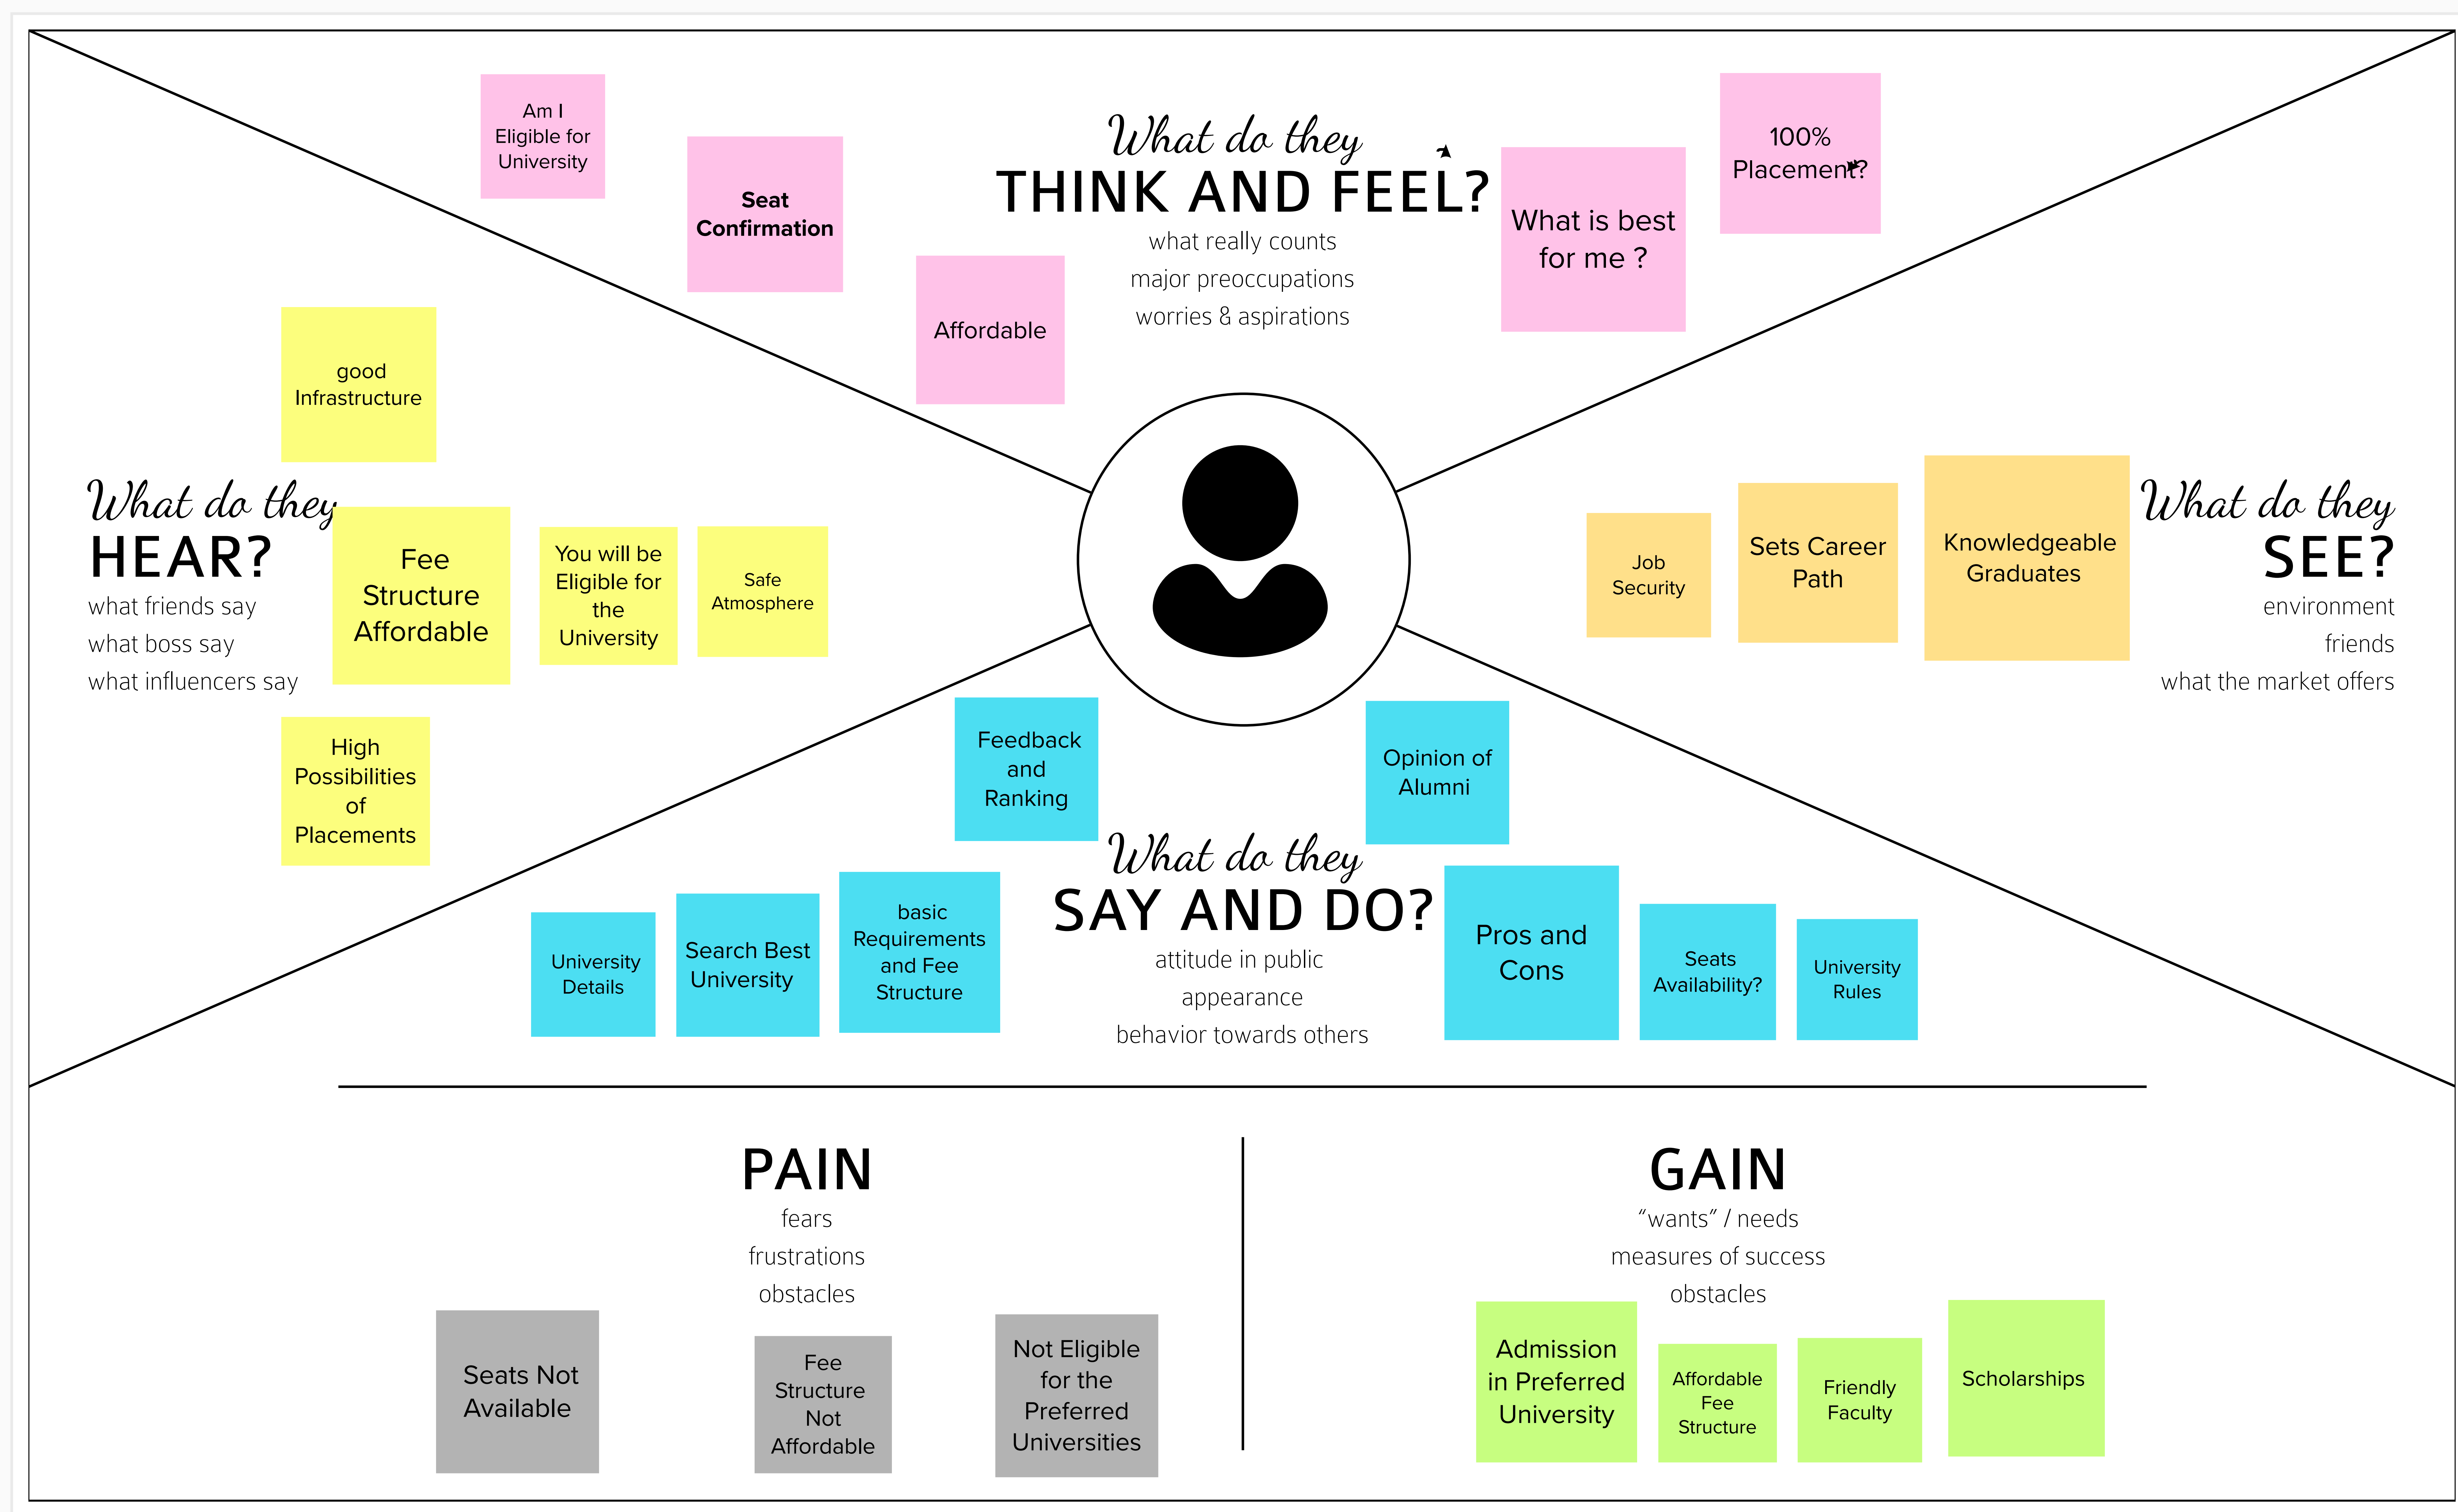 Am I
Eligible for
University
Seat
Confirmation
Affordable
What do they
THINK AND FEEL?
what really counts
major preoccupations
worries & aspirations
What is best
for me ?
100%
Placement?
good
Infrastructure
What do they
HEAR?
what friends say
what boss say
what influencers say
Fee
Structure
Affordable
You will be
Eligible for
the
University
Safe
Atmosphere
High
Possibilities
of
Placements
Job
Security
Sets Career
Path
Knowledgeable
Graduates
What do they
SEE?
environment
friends
what the market offers
Feedback
and
Ranking
Opinion of
Alumni
University
Details
Search Best
University
basic
Requirements
and Fee
Structure
What do they
SAY AND DO?
attitude in public
appearance
behavior towards others
Pros and
Cons
Seats
Availability?
University
Rules
PAIN
fears
frustrations
obstacles
Seats Not
Available
Fee
Structure
Not
Affordable
Not Eligible
for the
Preferred
Universities
GAIN
“wants” / needs
measures of success
obstacles
Admission
in Preferred
University
Affordable
Fee
Structure
Friendly
Faculty
Scholarships